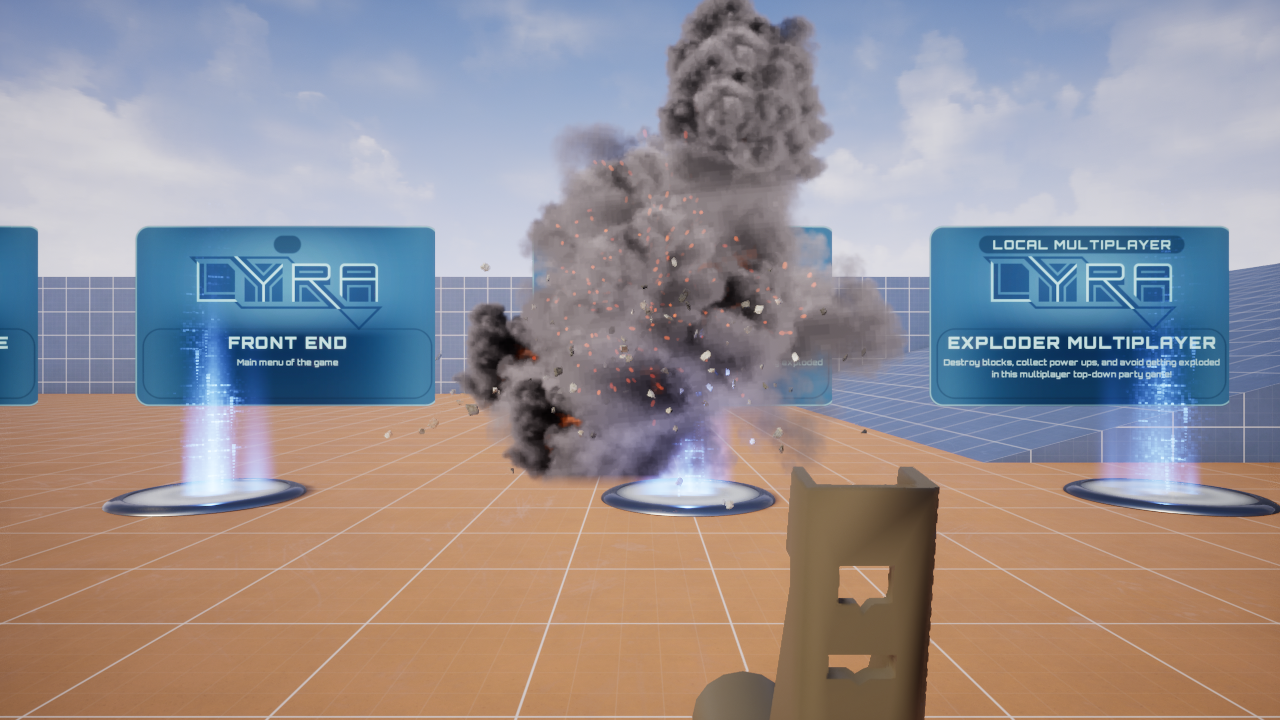 LYRA
FRONT END
Main menu of the game
exploded
LOCAL MULTIPLAYER
LYRA
EXPLODER MULTIPLAYER
Destroy blocks, collect power ups, and avoid getting exploded
in this multiplayer top-down party game!